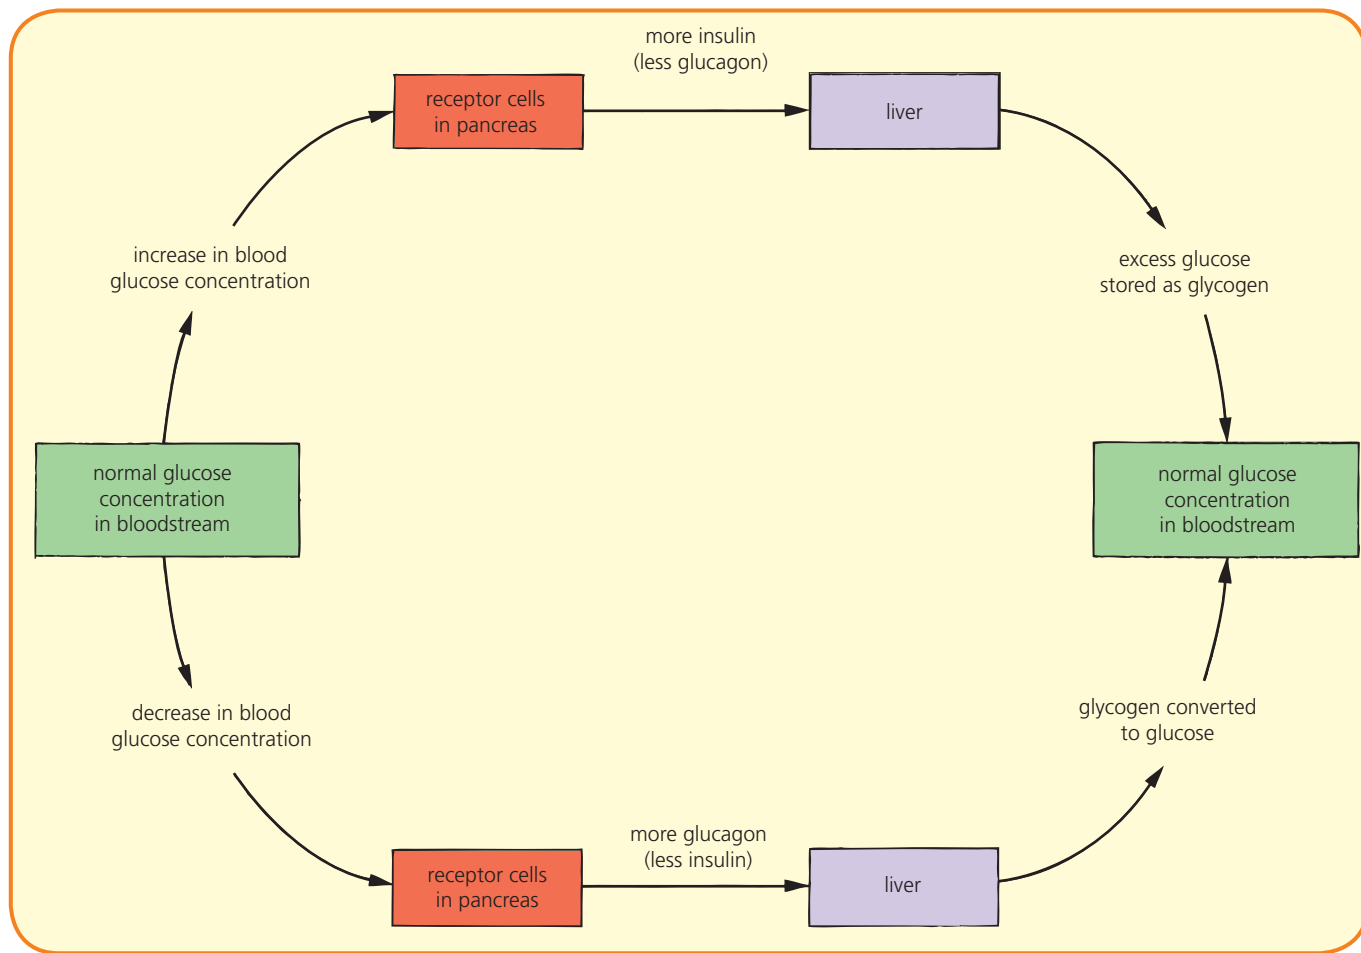 more insulin
(less glucagon)
receptor cells
in pancreas
liver
increase in blood
glucose concentration
excess glucose
stored as glycogen
normal glucose
concentration
in bloodstream
normal glucose
concentration
in bloodstream
decrease in blood
glucose concentration
glycogen converted
to glucose
more glucagon
(less insulin)
receptor cells
in pancreas
liver